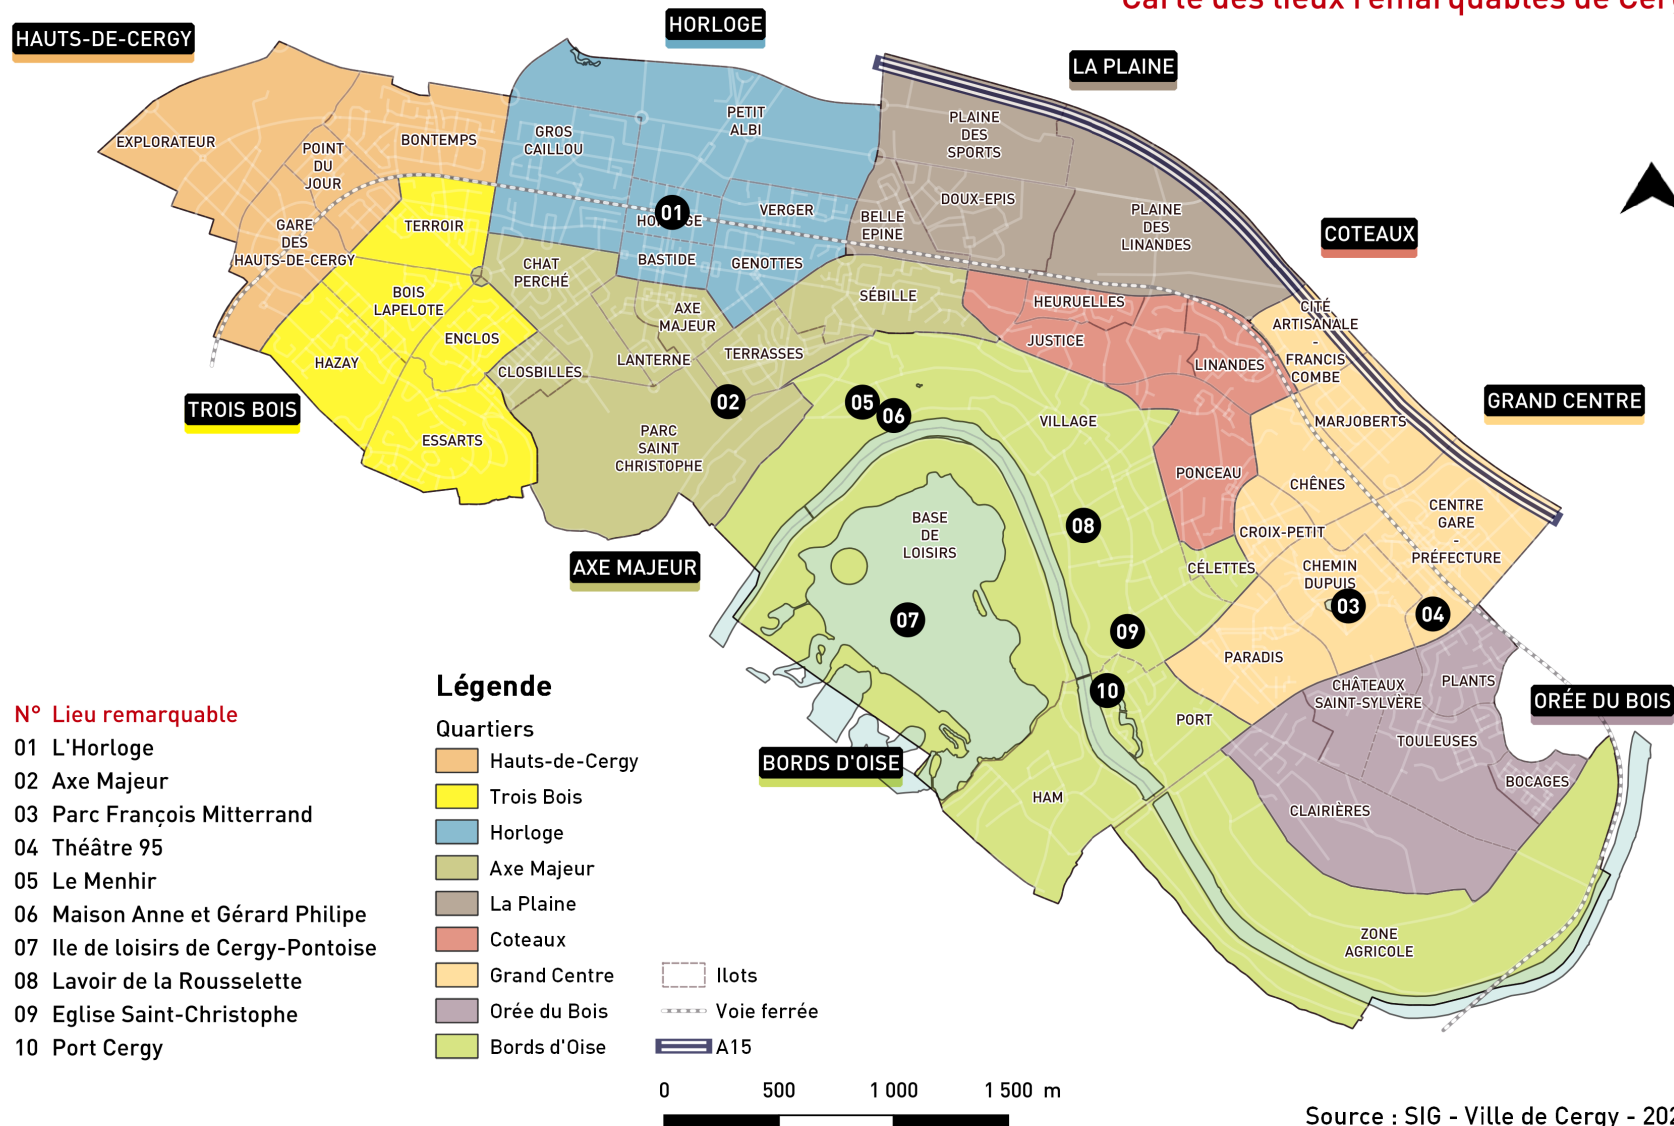 Carte des lieux remarquables de
HAUTS-DE-CERGY
HORLOGE
LA PLAINE
COTEAUX
GRAND CENTRE
TROIS BOIS
AXE MAJEUR
BORDS D'OISE
ORÉE DU BOIS
EXPLORATEUR
POINT
DU
JOUR
BONTEMPS
GARE
DES
HAUTS-DE-CERGY
TERROIR
BOIS
LAPELOTE
ENCLOS
HAZAY
ESSARTS
GROS
CAILLOU
PETIT
ALBI
01
VERGER
BASTIDE
GENOTTES
CHAT
PERCHÉ
AXE
MAJEUR
LANTERNE
TERRASSES
CLOSBILLES
SÉBILLE
02
PARC
SAINT
CHRISTOPHE
PLAINE
DES
SPORTS
DOUX-EPIS
BELLE
EPINE
PLAINE
DES
LINANDES
HEURUELLES
JUSTICE
LINANDES
PONCEAU
CITÉ
ARTISANALE
-
FRANCIS
COMBE
MARJOBERTS
CHÊNES
CROIX-PETIT
CENTRE
GARE
-
PRÉFECTURE
CHEMIN
DUPUIS
03
04
PARADIS
05
06
VILLAGE
08
CÉLETTES
BASE
DE
LOISIRS
07
09
10
PORT
HAM
CHÂTEAUX
SAINT-SYLVÈRE
PLANTS
TOULEUSES
BOCAGES
CLAIRIÈRES
ZONE
AGRICOLE
N° Lieu remarquable
01 L'Horloge
02 Axe Majeur
03 Parc François Mitterrand
04 Théâtre 95
05 Le Menhir
06 Maison Anne et Gérard Philipe
07 Ile de loisirs de Cergy-Pontoise
08 Lavoir de la Rousselette
09 Eglise Saint-Christophe
10 Port Cergy
Légende
Quartiers
Hauts-de-Cergy
Trois Bois
Horloge
Axe Majeur
La Plaine
Coteaux
Grand Centre
Orée du Bois
Bords d'Oise
Ilots
Voie ferrée
A15
0 500 1 000 1 500 m
Source : SIG - Ville de Cergy -